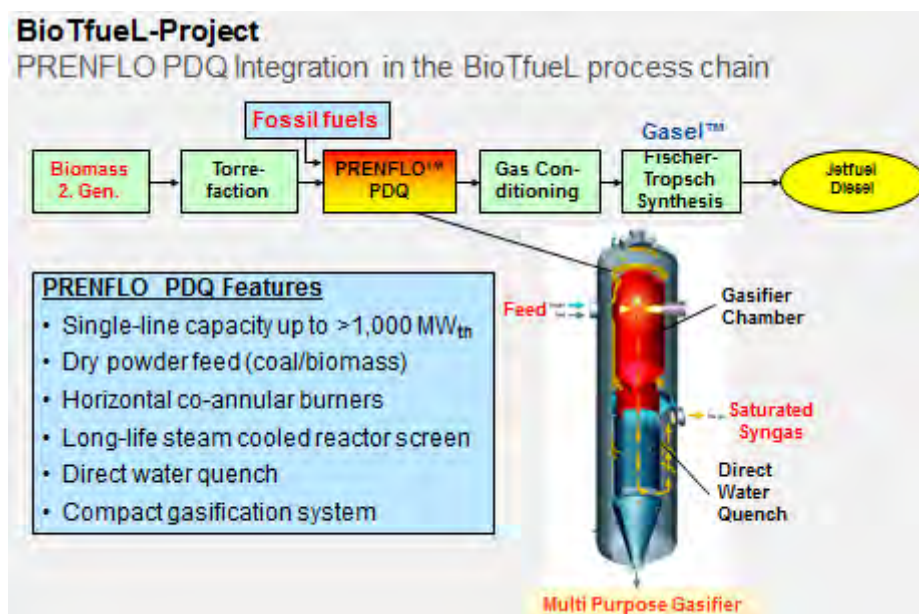 BioTfueL-Project
PRENFLO PDQ Integration in the BioTfueL process chain
Fossil fuels
Gasel™
Biomass
2. Gen.
Torre-
faction
PRENFLO™
PDQ
Gas Con-
ditioning
Fischer-
Tropsch
Synthesis
Jetfuel
Diesel
PRENFLO PDQ Features
• Single-line capacity up to >1,000 MWth
• Dry powder feed (coal/biomass)
• Horizontal co-annular burners
• Long-life steam cooled reactor screen
• Direct water quench
• Compact gasification system
Feed
Gasifier
Chamber
Saturated
Syngas
Direct
Water
Quench
Multi Purpose Gasifier